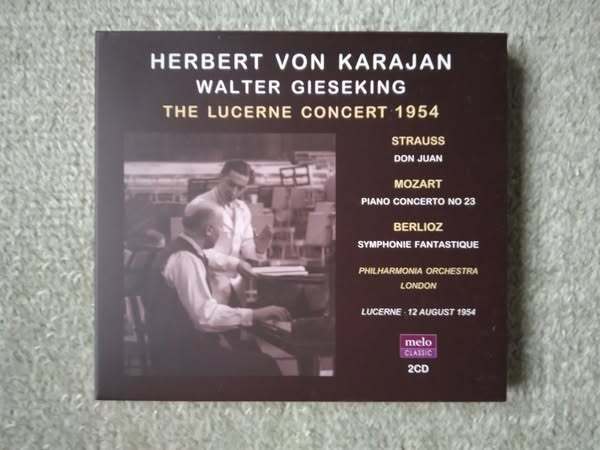 HERBERT VON KARAJAN
WALTER GIESEKING
THE LUCERNE CONCERT 1954
STRAUSS
DON JUAN
MOZART
PIANO CONCERTO NO 23
BERLIOZ
SYMPHONIE FANTASTIQUE
PHILHARMONIA ORCHESTRA
LONDON
LUCERNE · 12 AUGUST 1954
melo
CLASSIC
2CD